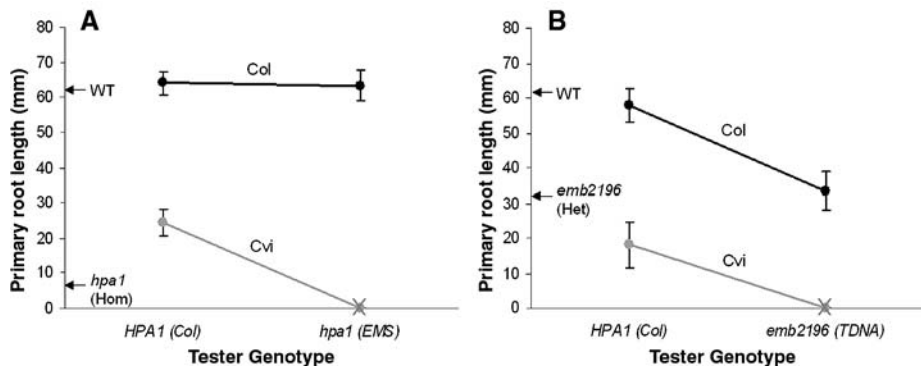 A
80
70
60
50
40
30
20
10
0
Primary root length (mm)
WT
hpa1
(Hom)
Col
Cvi
HPA1 (Col)
hpa1 (EMS)
Tester Genotype
B
80
70
60
50
40
30
20
10
0
Primary root length (mm)
WT
emb2196
(Het)
Col
Cvi
HPA1 (Col)
emb2196 (TDNA)
Tester Genotype